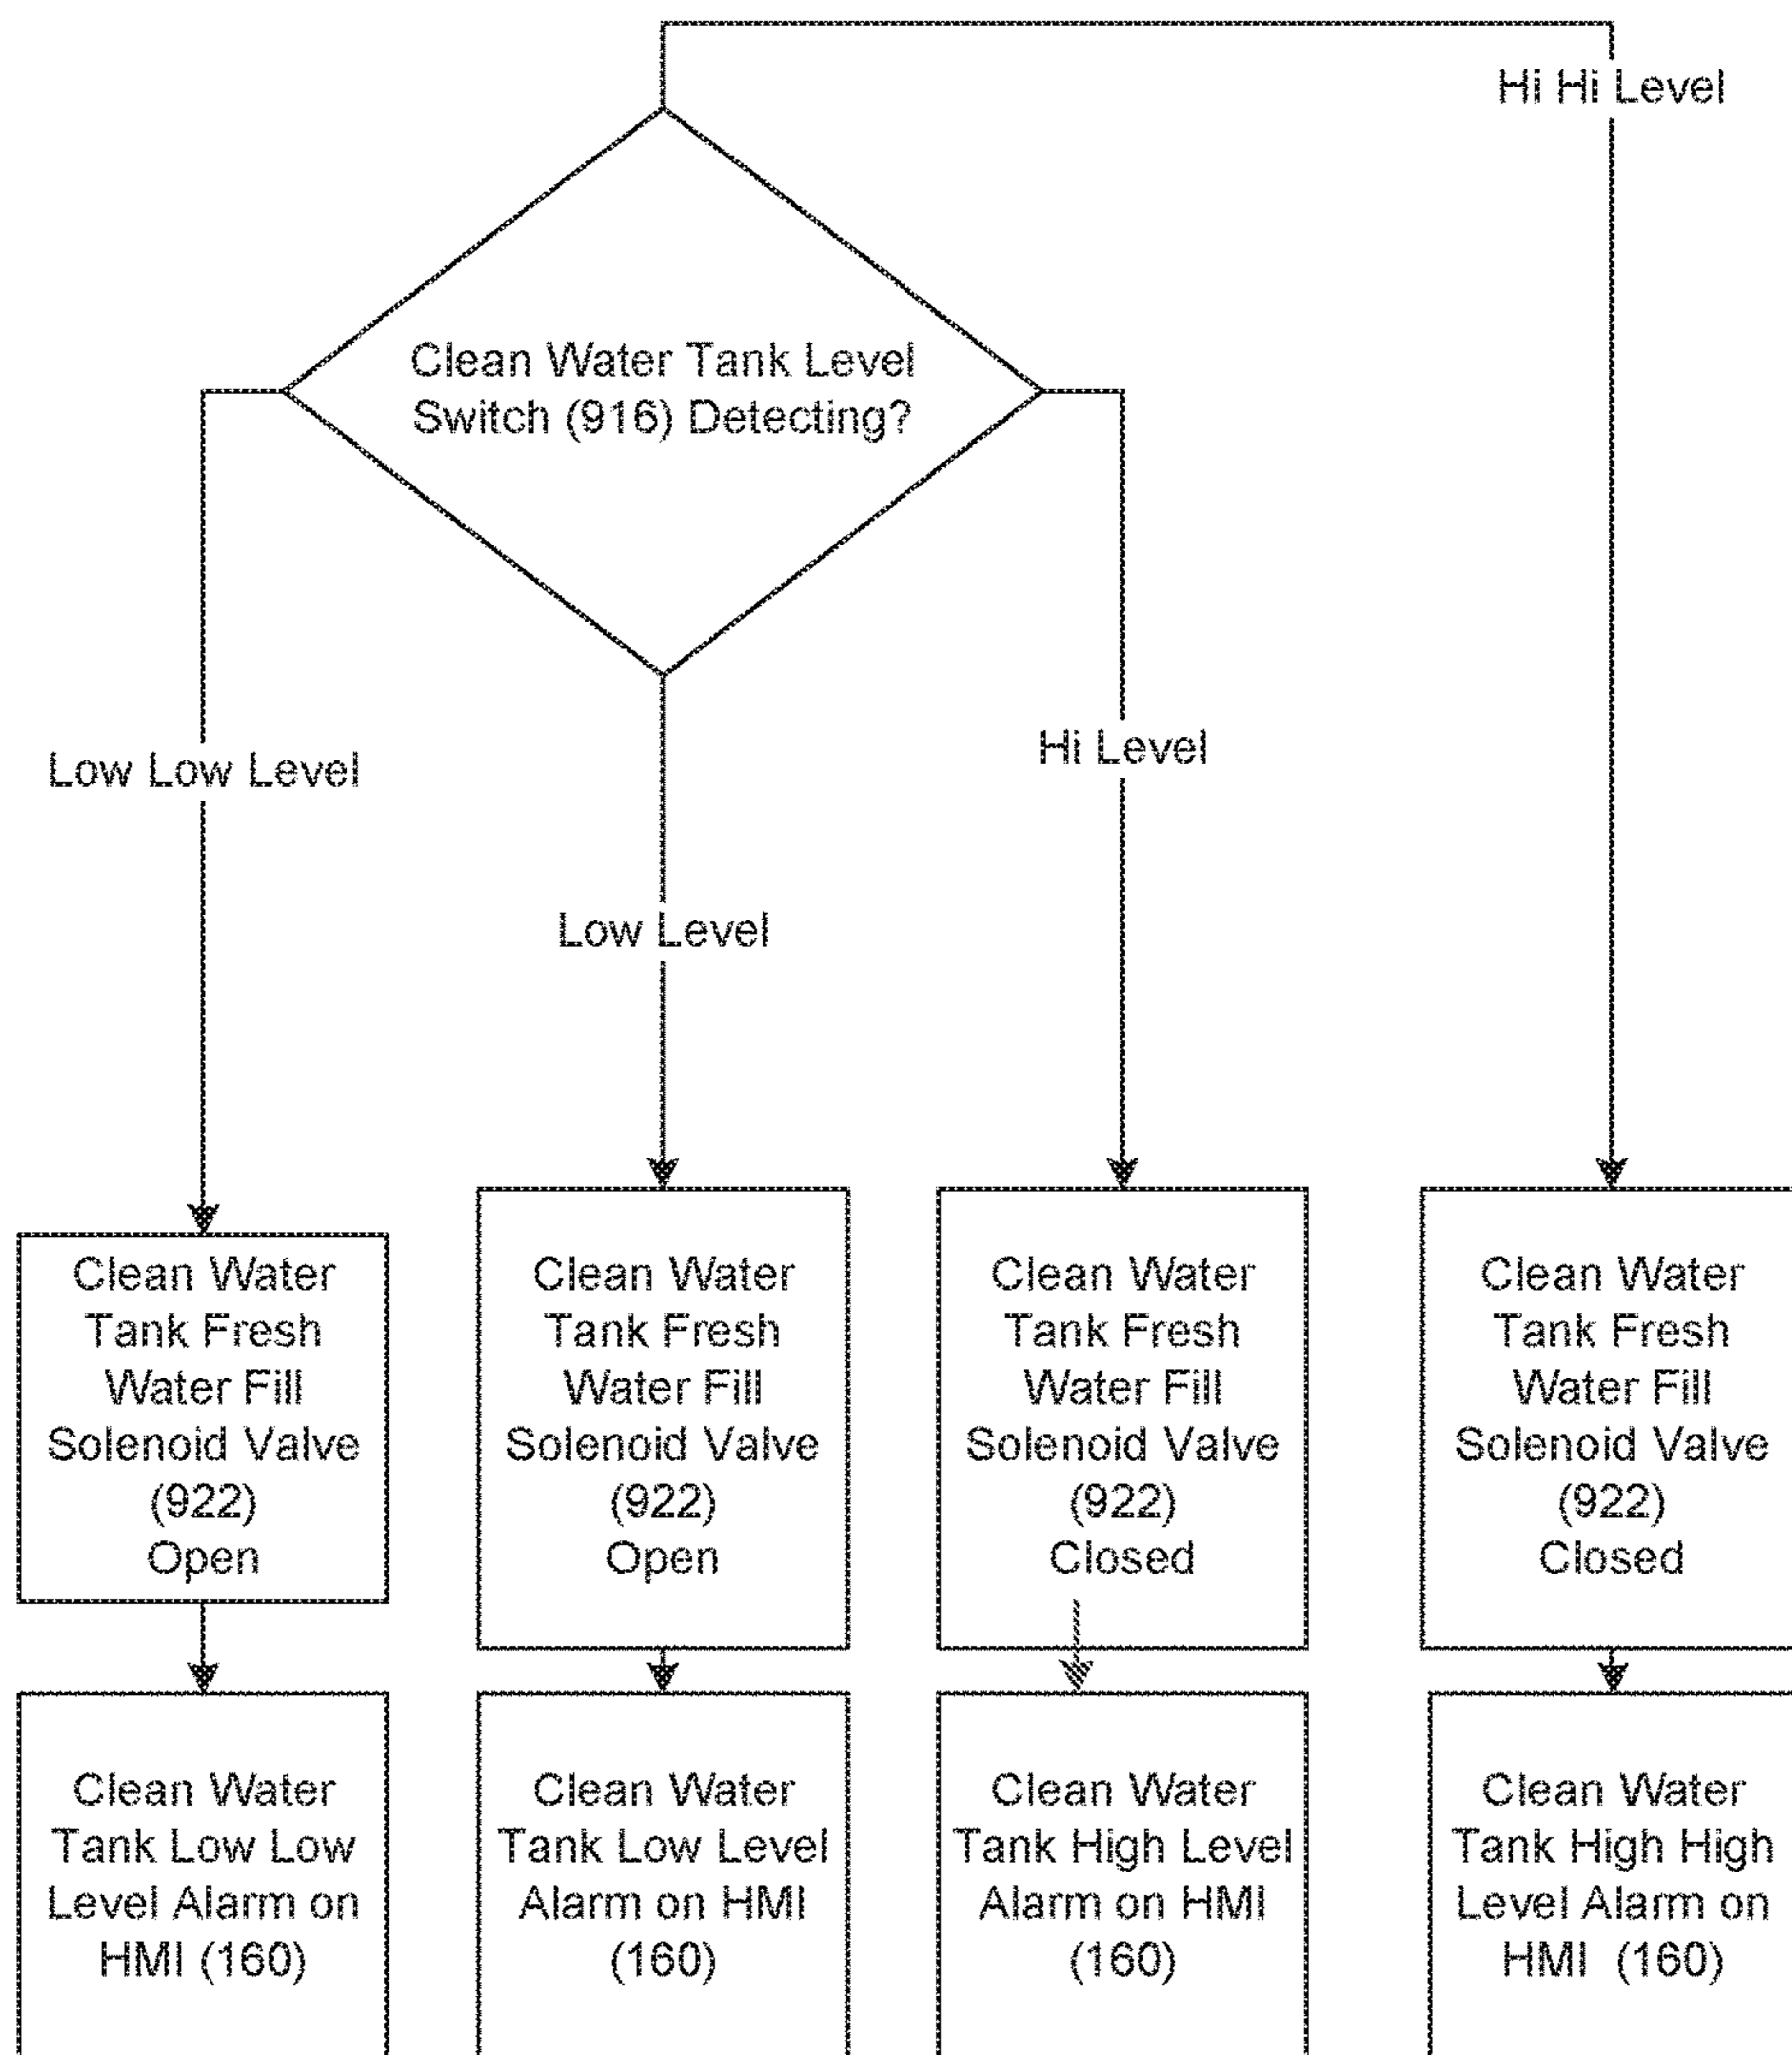 Hi Hi Level
Clean Water Tank Level
Switch (916) Detecting?
Low Low Level
Hi Level
Low Level
Clean Water
Tank Fresh
Water Fill
Solenoid Valve
(922)
Open
Clean Water
Tank Fresh
Water Fill
Solenoid Valve
(922)
Open
Clean Water
Tank Fresh
Water Fill
Solenoid Valve
(922)
Closed
Clean Water
Tank Fresh
Water Fill
Solenoid Valve
(922)
Closed
Clean Water
Tank Low Low
Level Alarm on
HMI (160)
Clean Water
Tank Low Level
Alarm on HMI
(160)
Clean Water
Tank High Level
Alarm on HMI
(160)
Clean Water
Tank High High
Level Alarm on
HMI (160)